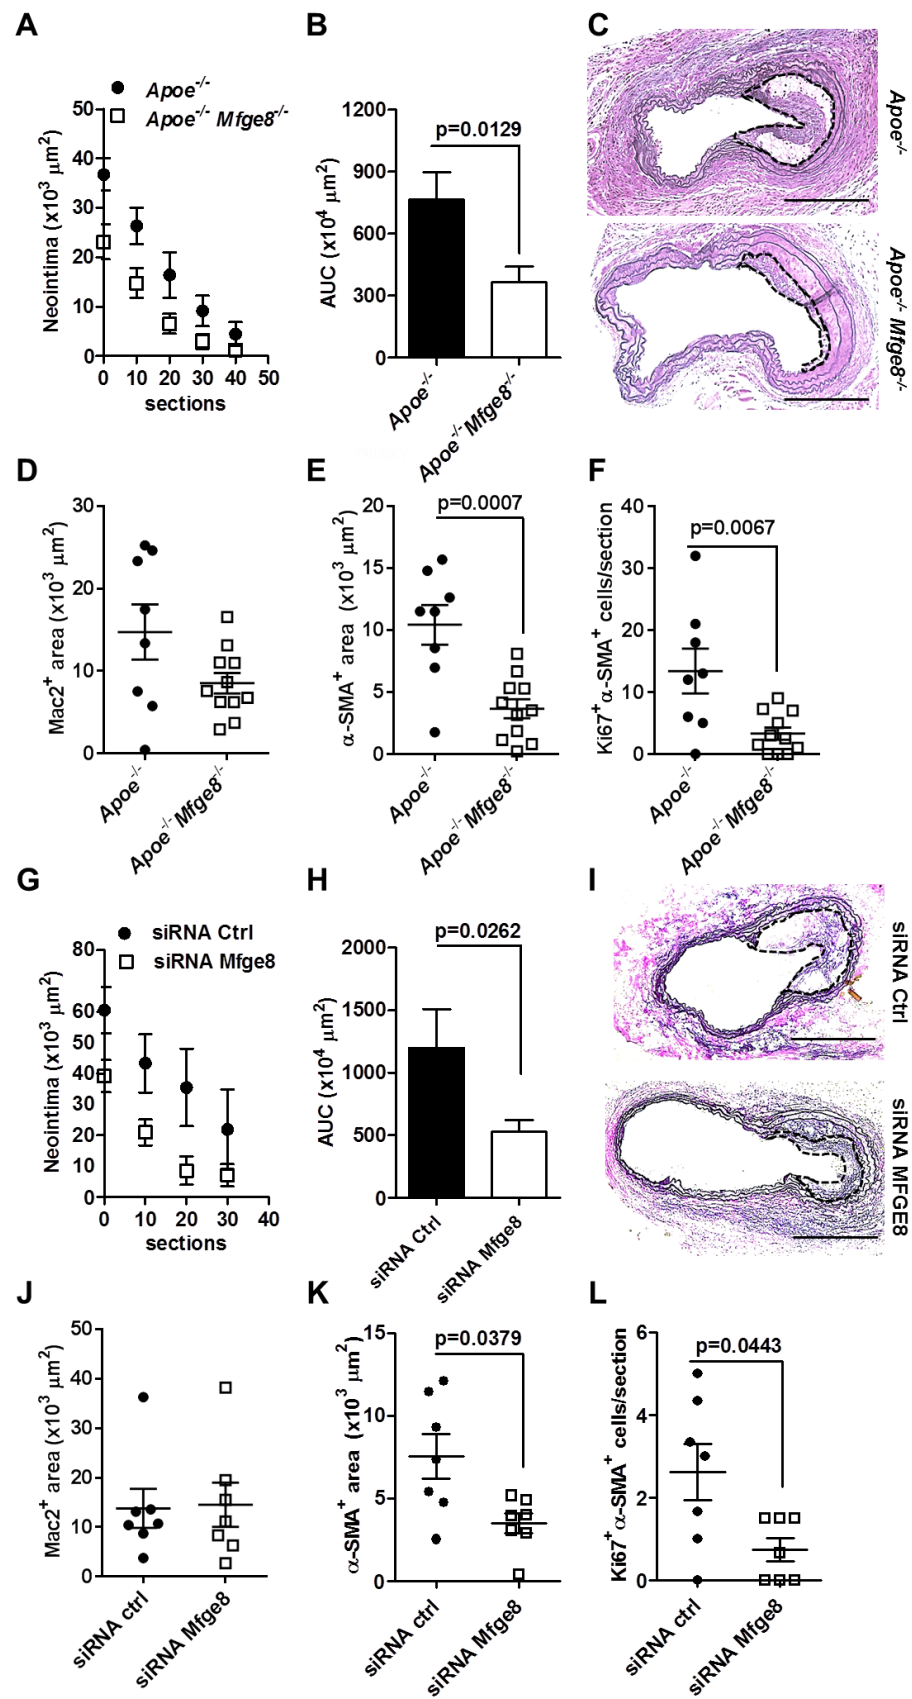 A
Apoe-/-
Apoe-/- Mfge8-/-
Neointima (x10³ μm²)
50
40
30
20
10
0
0 10 20 30 40 50
sections
B
p=0.0129
AUC (x10⁴ μm²)
1200
900
600
300
0
Apoe-/-
Apoe-/-Mfge8-/-
C
Apoe-/-
Apoe-/- Mfge8-/-
D
Mac2⁺ area (x10³ μm²)
30
20
10
0
Apoe-/-
Apoe-/-Mfge8-/-
E
p=0.0007
α-SMA⁺ area (x10³ μm²)
20
15
10
5
0
Apoe-/-
Apoe-/-Mfge8-/-
F
p=0.0067
Ki67⁺α-SMA⁺ cells/section
40
30
20
10
0
Apoe-/-
Apoe-/-Mfge8-/-
G
siRNA Ctrl
siRNA Mfge8
Neointima (x10³ μm²)
80
60
50
40
30
20
10
0
0 10 20 30 40
sections
H
p=0.0262
AUC (x10⁴ μm²)
2000
1500
1000
500
0
siRNA Ctrl
siRNA Mfge8
I
siRNA Ctrl
siRNA MFGE8
J
Mac2⁺ area (x10³ μm²)
50
40
30
20
10
0
siRNA ctrl
siRNA Mfge8
K
p=0.0379
α-SMA⁺ area (x10³ μm²)
15
10
5
0
siRNA ctrl
siRNA Mfge8
L
p=0.0443
Ki67⁺α-SMA⁺ cells/section
6
4
2
0
siRNA ctrl
siRNA Mfge8